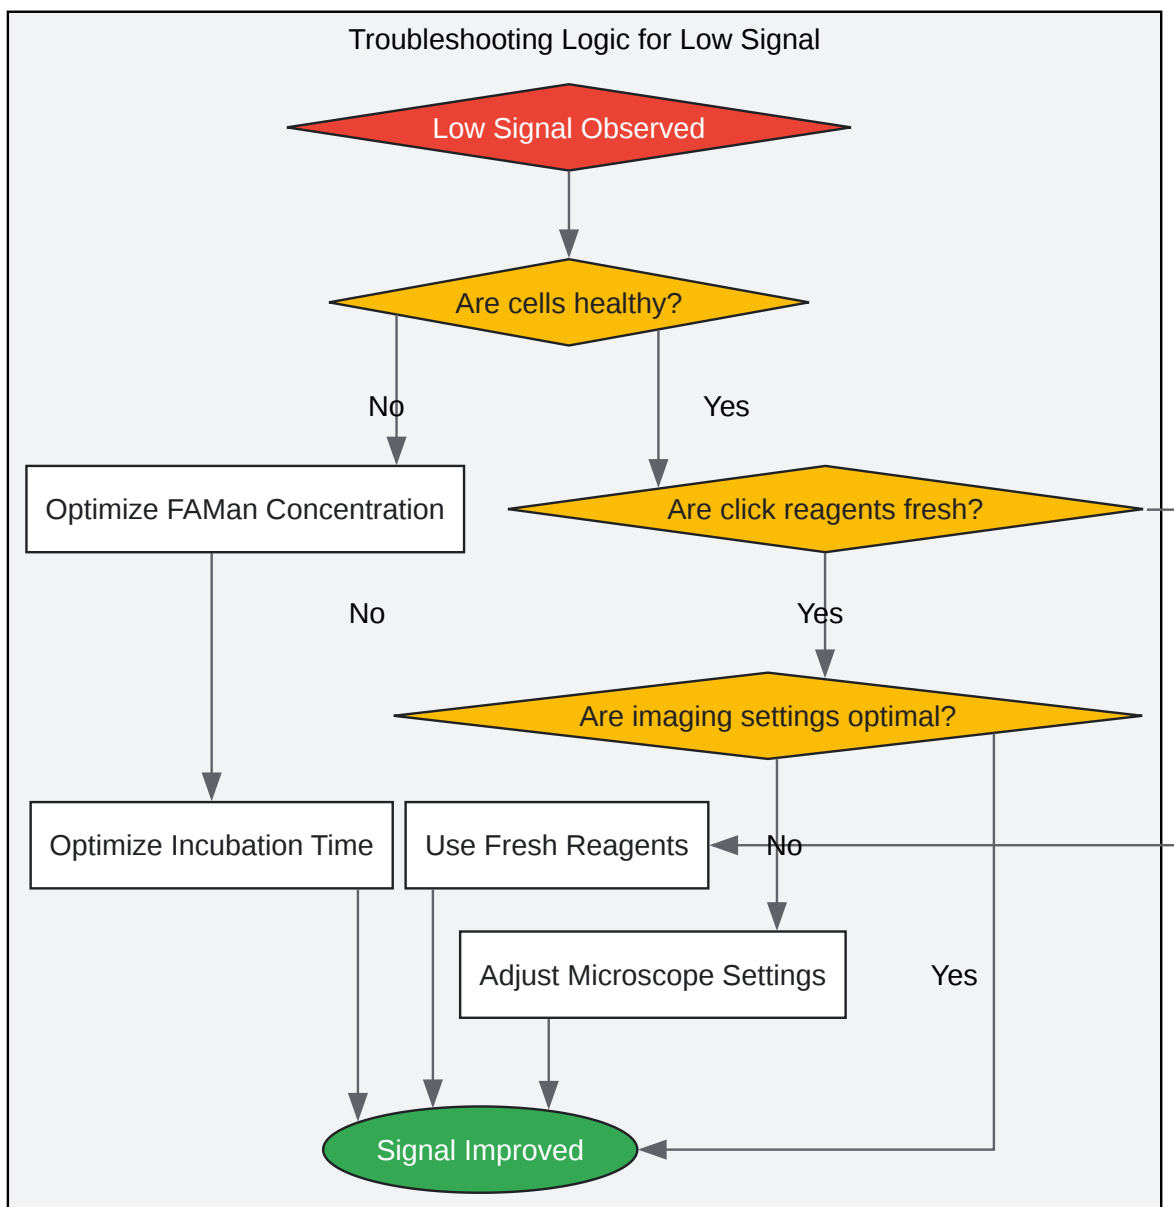 Troubleshooting Logic for Low Signal
Low Signal Observed
Are cells healthy?
No
Yes
Optimize FAMan Concentration
Are click reagents fresh?
No
Yes
Are imaging settings optimal?
Optimize Incubation Time
Use Fresh Reagents
No
Adjust Microscope Settings
Yes
Signal Improved